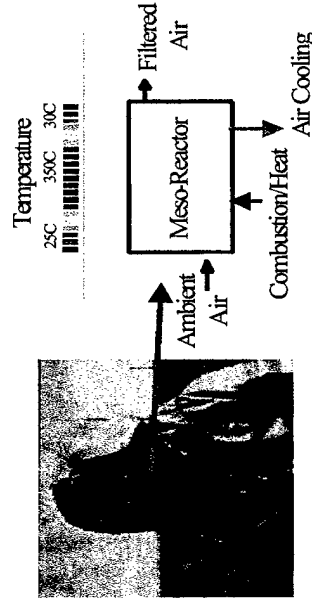 Temperature
25C 350C 30C
Meso-Reactor
Filtered
Air
Ambient
Air
Combustion/Heat
Air Cooling